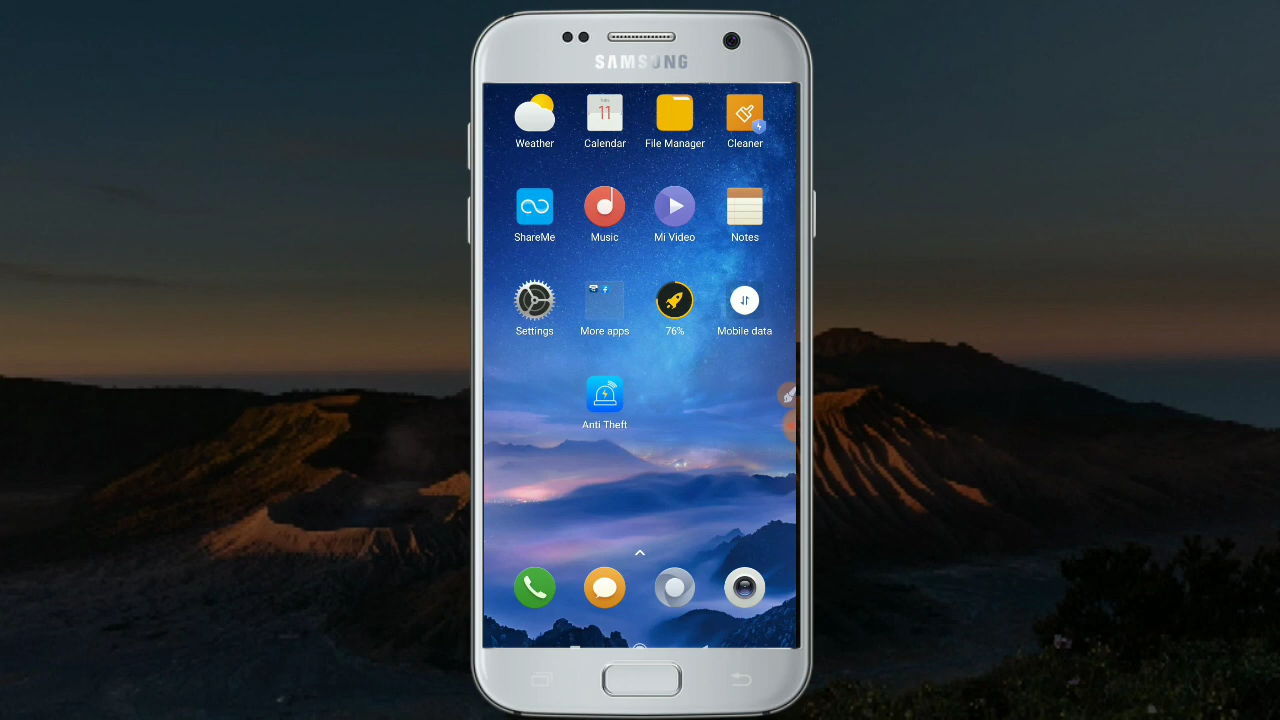 SAMSUNG
11
Weather Calendar File Manager Cleaner
ShareMe Music Mi Video Notes
Settings More apps 76% Mobile data
Anti Theft